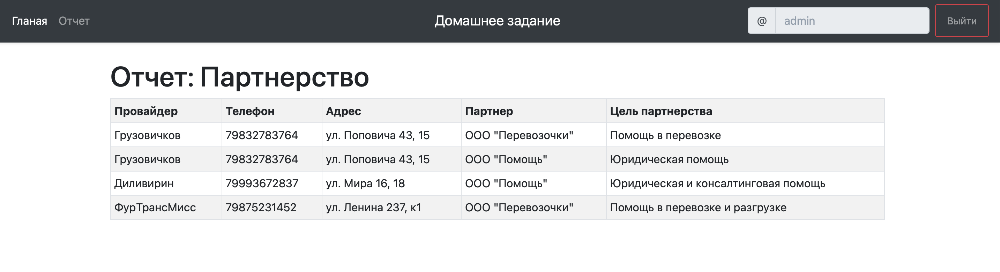 Гланая Отчет Домашнее задание @ admin Выйти
Отчет: Партнерство
Провайдер Телефон Адрес Партнер Цель партнерства
Грузовичков 79832783764 ул. Поповича 43, 15 ООО "Перевозочки" Помощь в перевозке
Грузовичков 79832783764 ул. Поповича 43, 15 ООО "Помощь" Юридическая помощь
Диливирин 79993672837 ул. Мира 16, 18 ООО "Помощь" Юридическая и консалтинговая помощь
ФурТрансМисс 79875231452 ул. Ленина 237, к1 ООО "Перевозочки" Помощь в перевозке и разгрузке